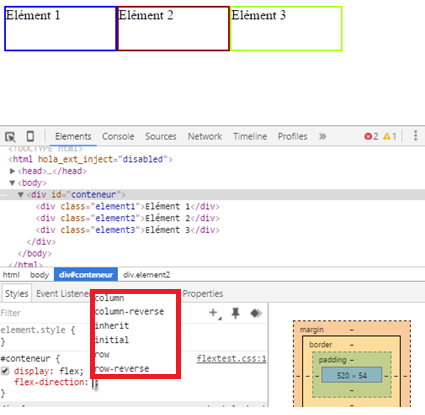 Elément 1 Elément 2 Elément 3
Elements Console Sources Network Timeline Profiles » 2 1
<!DOCTYPE html>
<html hola_ext_inject="disabled">
▶<head>…</head>
▼<body>
… ▼<div id="conteneur">
<div class="element1">Elément 1</div>
<div class="element2">Elément 2</div>
<div class="element3">Elément 3</div>
</div>
</body>
</html>
html body div#conteneur div.element2
Styles Event Listene Properties
Filter
column
column-reverse
inherit
initial
row
row-reverse
element.style {
}
#conteneur { flextest.css:1
display: flex;
flex-direction: ;
}
margin –
border –
padding –
– – – 520 × 54 – – –
–
–